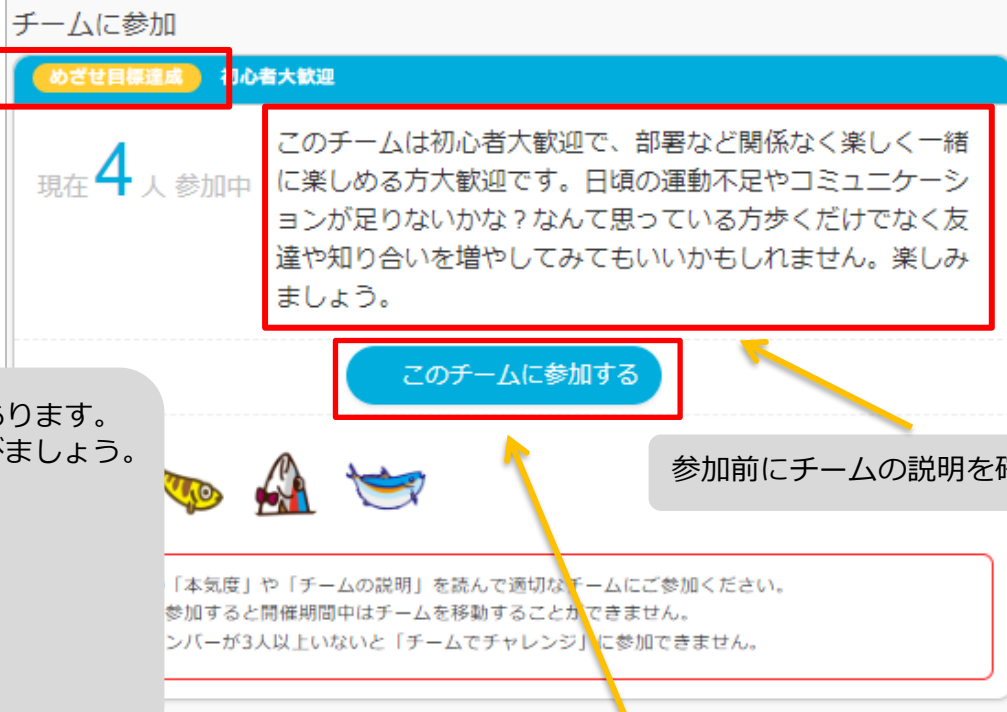 チームに参加
めざせ目標達成 初心者大歓迎
現在4人 参加中
このチームは初心者大歓迎で、部署など関係なく楽しく一緒
に楽しめる方大歓迎です。日頃の運動不足やコミュニケーシ
ョンが足りないかな？なんて思っている方歩くだけでなく友
達や知り合いを増やしてみてもいいかもしれません。楽しみ
ましょう。
このチームに参加する
ります。
ましょう。
参加前にチームの説明を
「本気度」や「チームの説明」を読んで適切なチームにご参加ください。
参加すると開催期間中はチームを移動することができません。
ンバーが3人以上いないと「チームでチャレンジ」に参加できません。